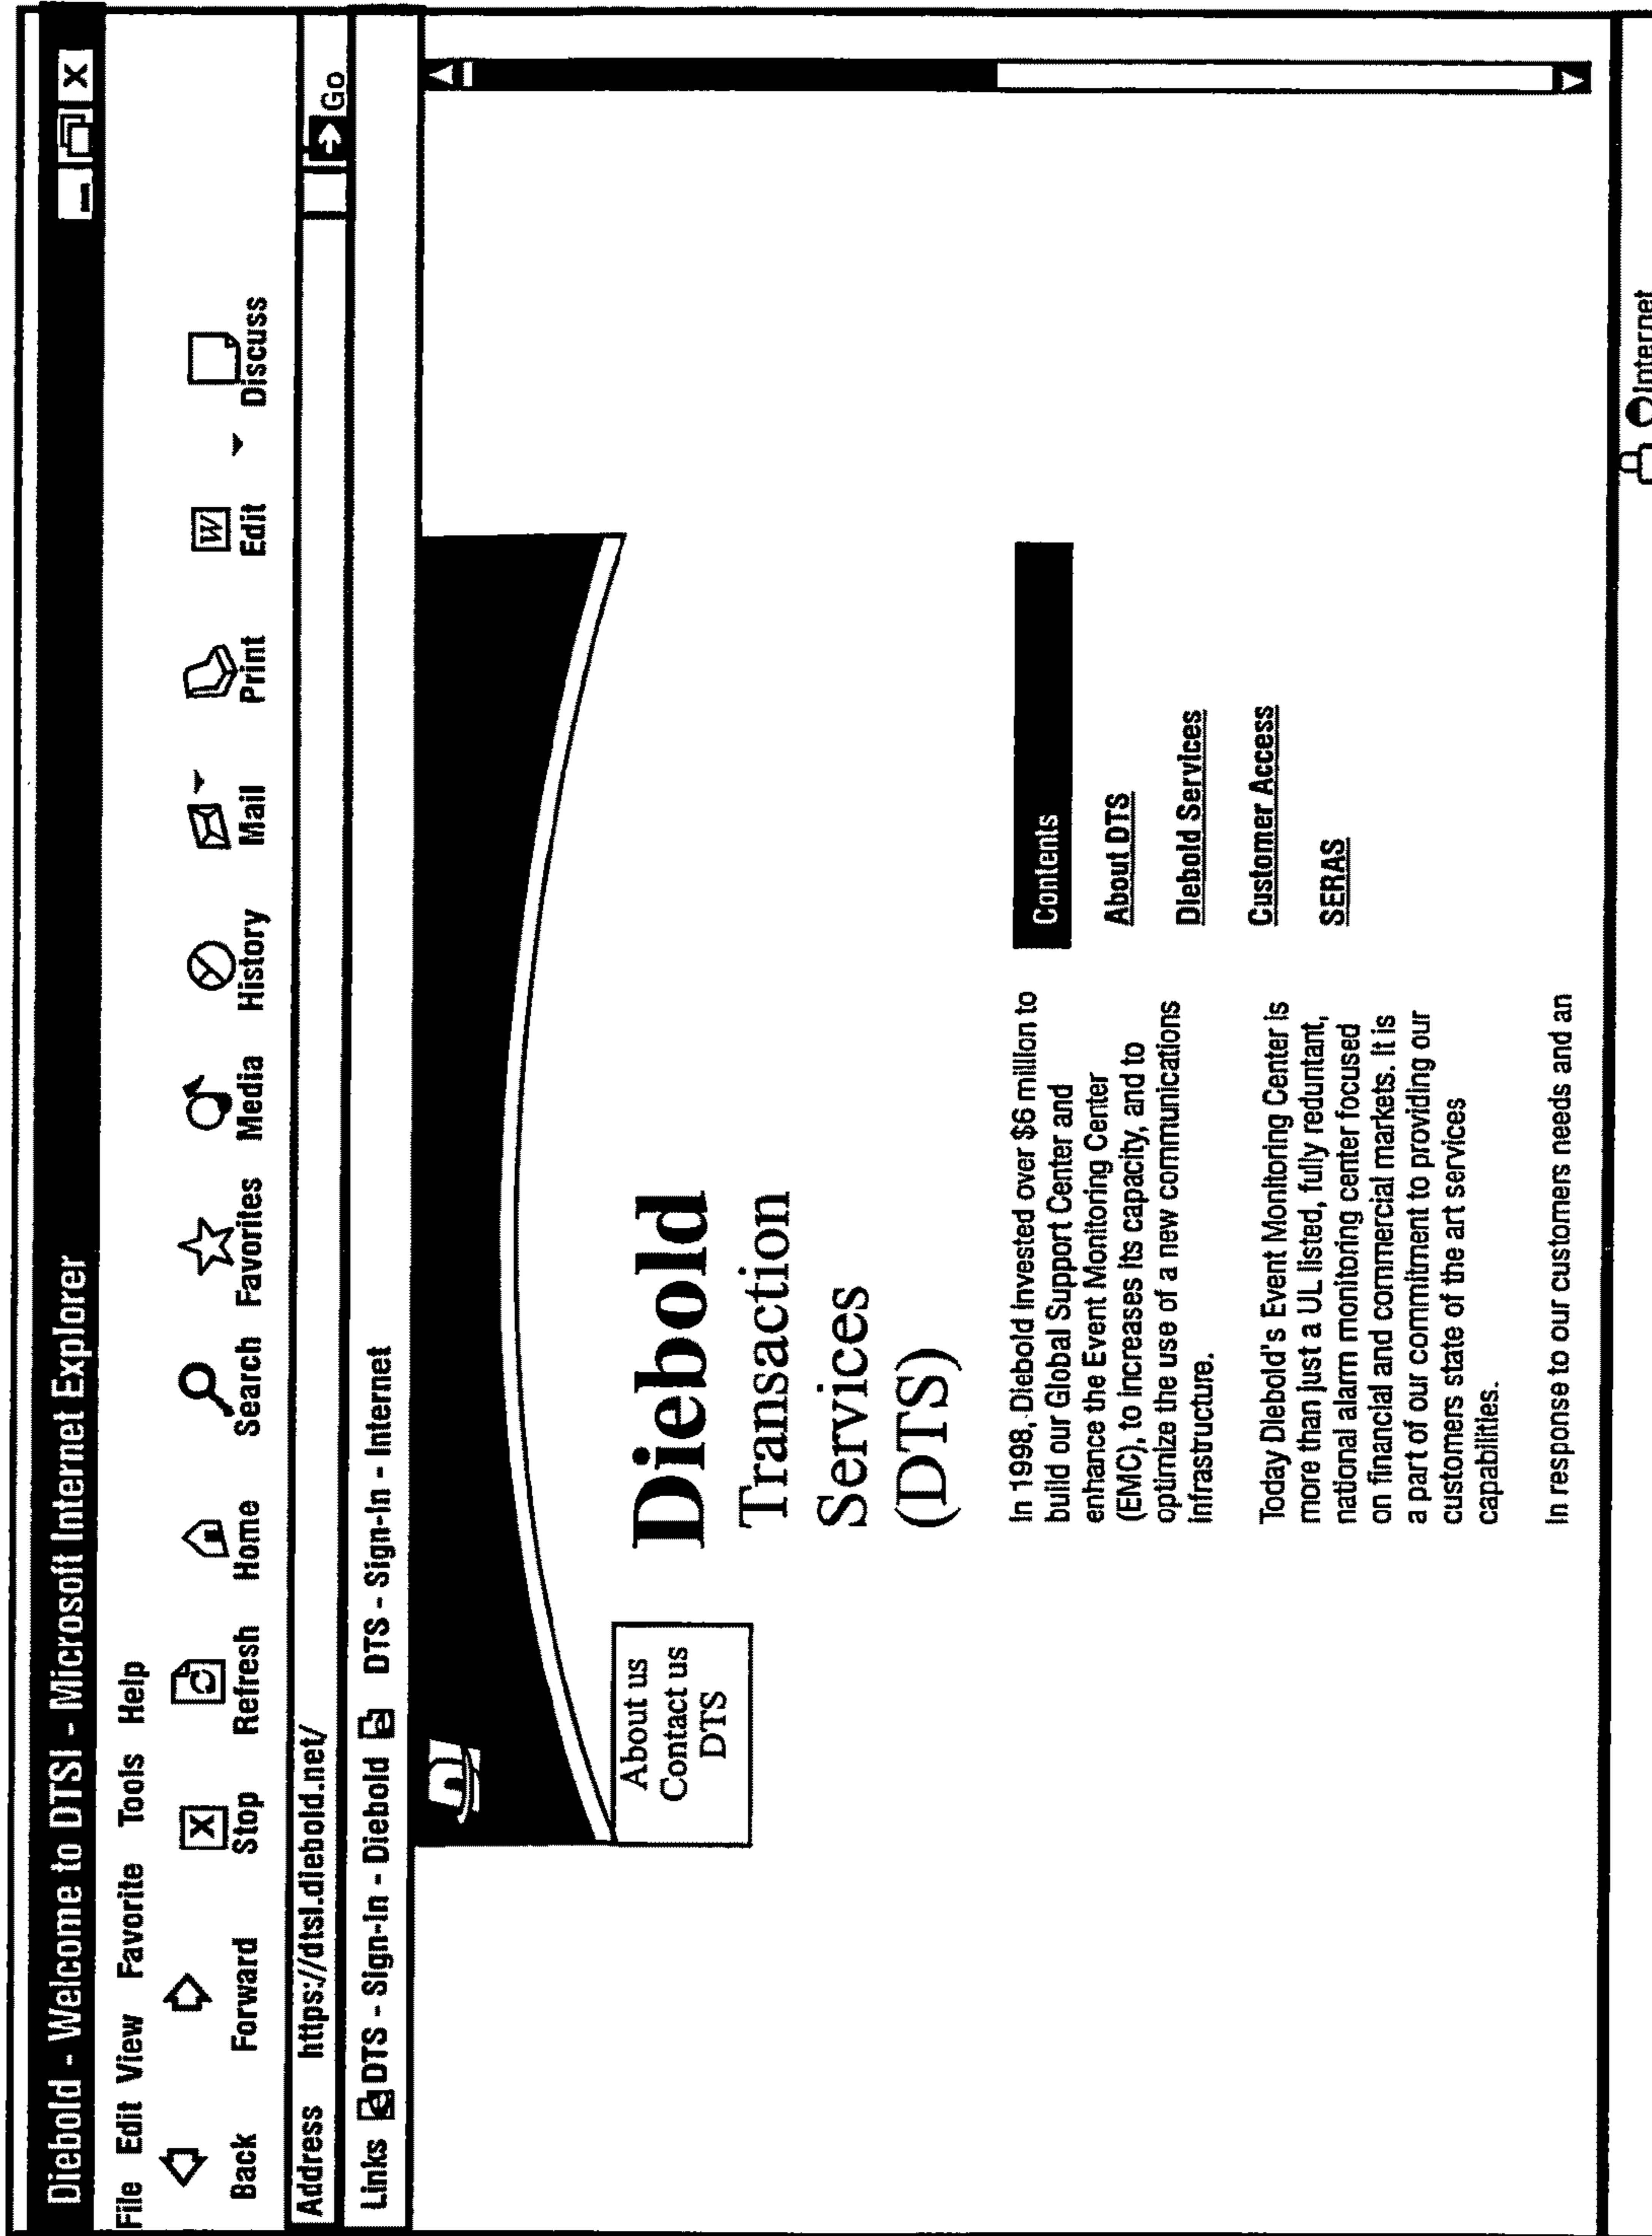 Diebold - Welcome to DTSI - Microsoft Internet Explorer
File Edit View Favorite Tools Help
Back Forward Stop Refresh Home Search Favorites Media History Mail Print Edit Discuss
Address https://dtsl.diebold.net/ Go
Links DTS - Sign-In - Diebold DTS - Sign-In - Internet
About us
Contact us
DTS
Diebold
Transaction
Services
(DTS)
In 1998, Diebold invested over $6 million to
build our Global Support Center and
enhance the Event Monitoring Center
(EMC), to increases its capacity, and to
optimize the use of a new communications
infrastructure.
Today Diebold's Event Monitoring Center is
more than just a UL listed, fully reduntant,
national alarm monitoring center focused
on financial and commercial markets. It is
a part of our commitment to providing our
customers state of the art services
capabilities.
In response to our customers needs and an
Contents
About DTS
Diebold Services
Customer Access
SERAS
Internet